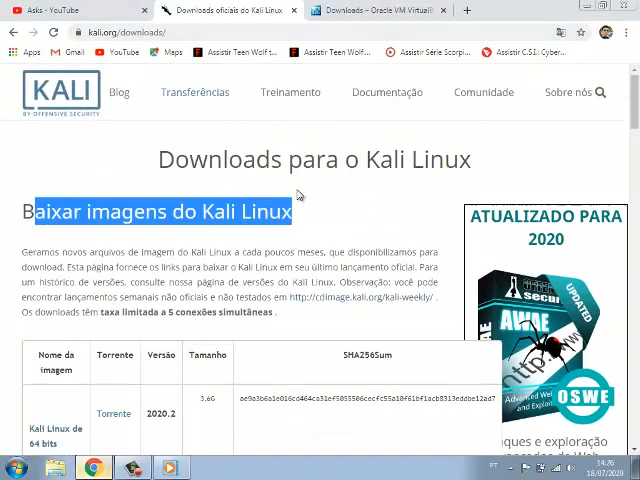 Asks - YouTube
Downloads oficiais do Kali Linux
Downloads – Oracle VM Virtual
kali.org/downloads/
Apps
Gmail
YouTube
Maps
Assistir Teen Wolf t...
Assistir Teen Wolf...
Assistir Série Scorpi...
Assistir C.S.I.: Cyber...
KALI
BY OFFENSIVE SECURITY
Blog
Transferências
Treinamento
Documentação
Comunidade
Sobre nós
Downloads para o Kali Linux
Baixar imagens do Kali Linux
Geramos novos arquivos de imagem do Kali Linux a cada poucos meses, que disponibilizamos para
download. Esta página fornece os links para baixar o Kali Linux em seu último lançamento oficial. Para
um histórico de versões, consulte nossa página de versões do Kali Linux. Observação: você pode
encontrar lançamentos semanais não oficiais e não testados em http://cdimage.kali.org/kali-weekly/ .
Os downloads têm taxa limitada a 5 conexões simultâneas .
ATUALIZADO PARA
2020
UPDATED
AWAE
Advanced Web
http
OSWE
Nome da
imagem
Torrente
Versão
Tamanho
SHA256Sum
Kali Linux de
64 bits
Torrente
2020.2
3.6G
PT
14:26
18/07/2020